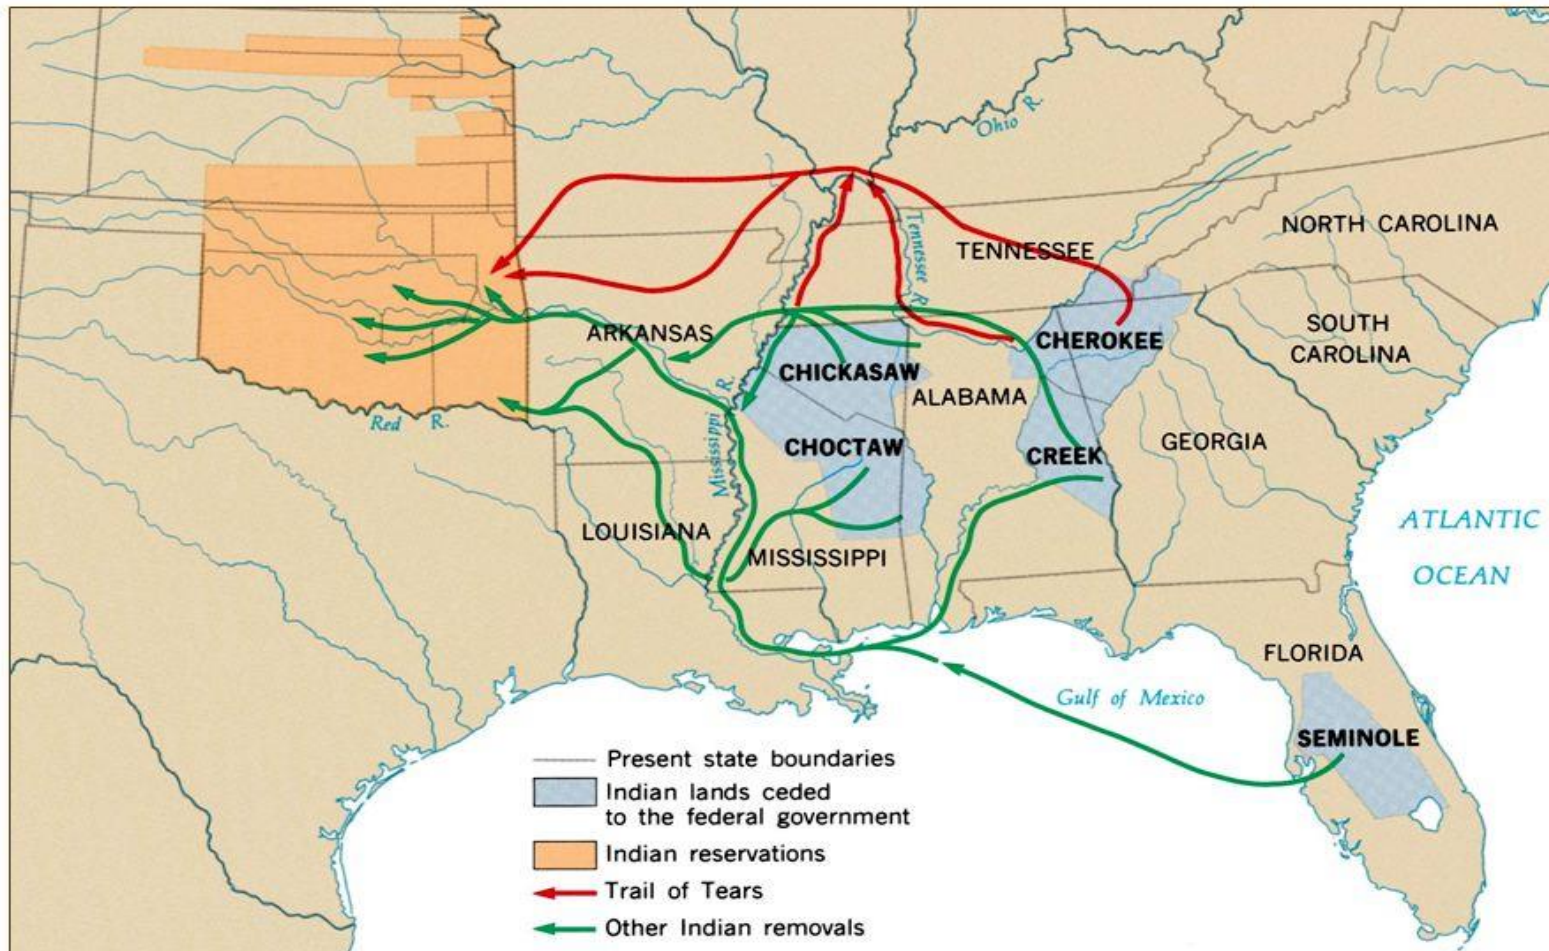 Ohio R.
NORTH CAROLINA
TENNESSEE
Tennessee R.
SOUTH
CAROLINA
ARKANSAS
CHEROKEE
CHICKASAW
ALABAMA
Red R.
Mississippi R.
CHOCTAW
CREEK
GEORGIA
ATLANTIC
OCEAN
LOUISIANA
MISSISSIPPI
FLORIDA
Gulf of Mexico
SEMINOLE
Present state boundaries
Indian lands ceded
to the federal government
Indian reservations
Trail of Tears
Other Indian removals